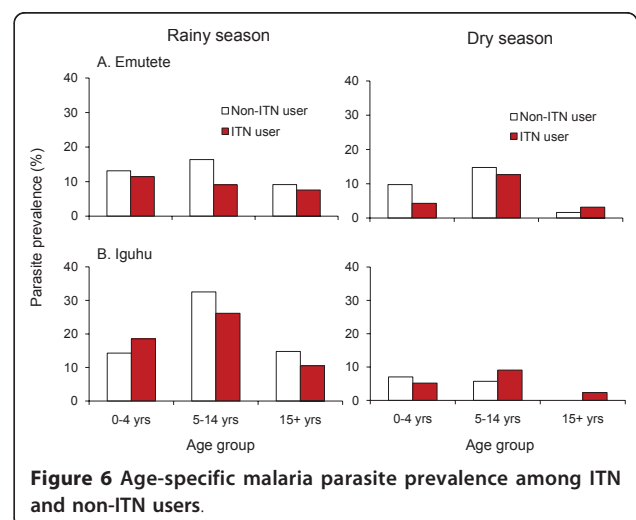 Rainy season
Dry season
A. Emutete
40
30
20
10
0
Non-ITN user
ITN user
40
30
20
10
0
Non-ITN user
ITN user
Parasite prevalence (%)
B. Iguhu
40
30
20
10
0
0-4 yrs
5-14 yrs
15+ yrs
Age group
40
30
20
10
0
0-4 yrs
5-14 yrs
15+ yrs
Age group
Figure 6 Age-specific malaria parasite prevalence among ITN
and non-ITN users.